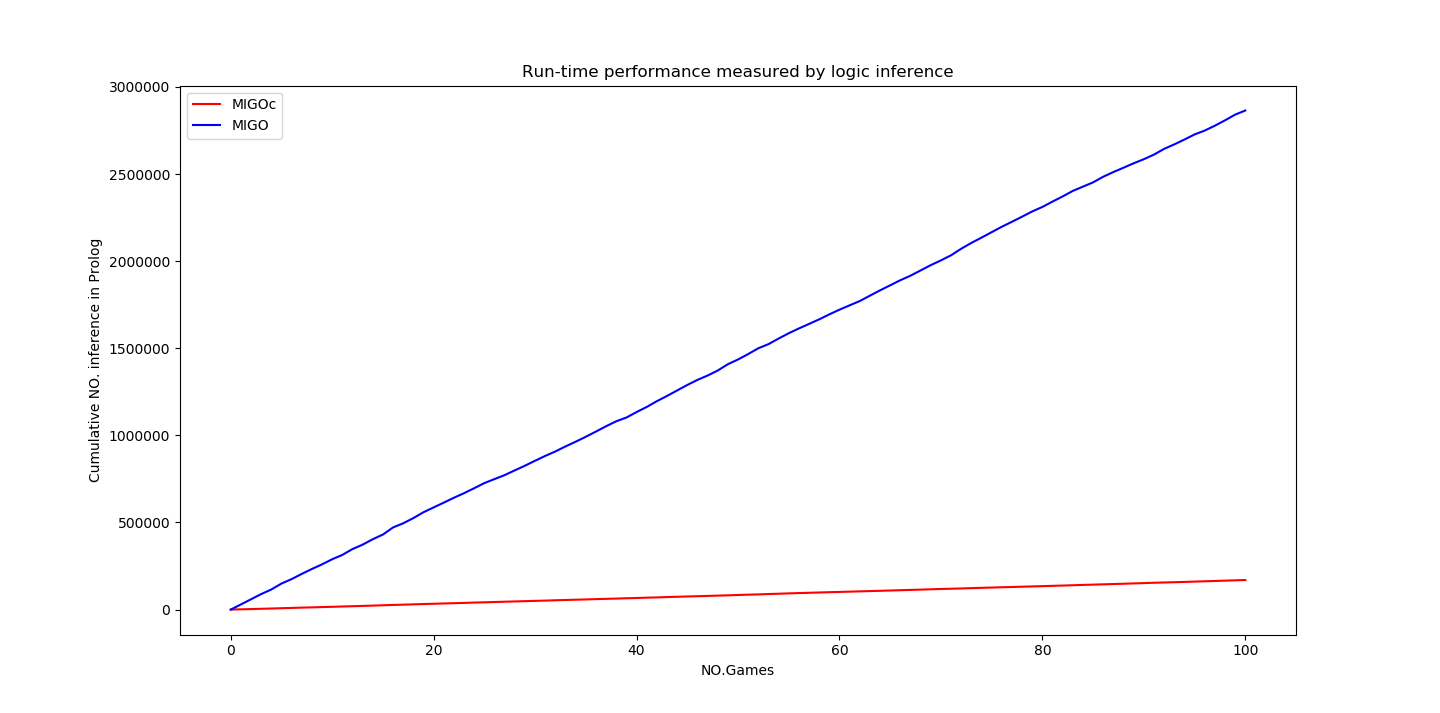 Run-time performance measured by logic inference
3000000
2500000
2000000
1500000
1000000
500000
0
Cumulative NO. inference in Prolog
MIGOc
MIGO
0 20 40 60 80 100
NO.Games